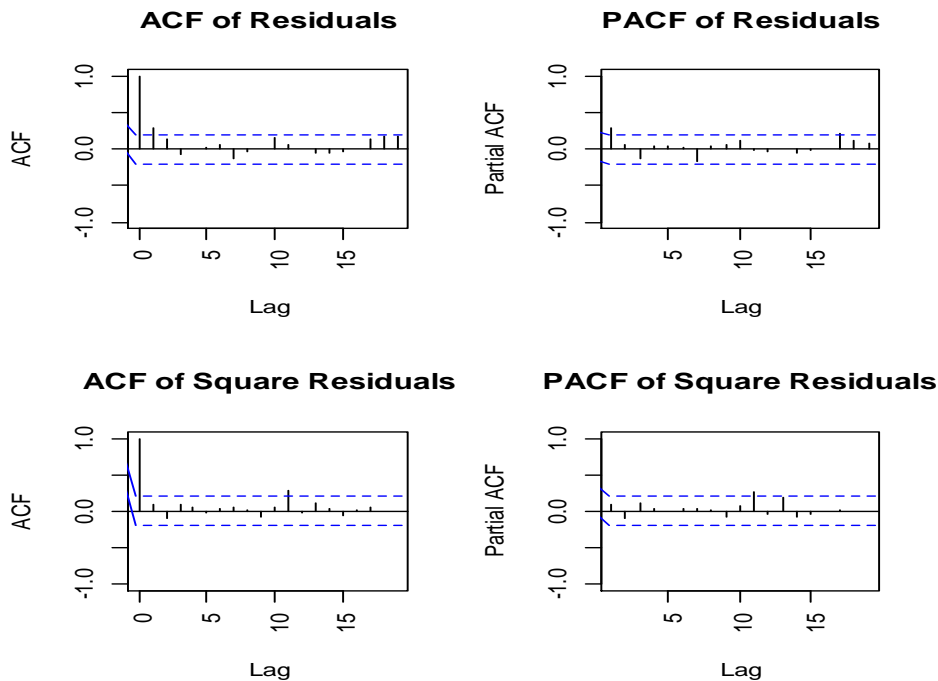 ACF of Residuals
ACF
1.0
0.0
-1.0
0
5
10
15
Lag
PACF of Residuals
Partial ACF
1.0
0.0
-1.0
5
10
15
Lag
ACF of Square Residuals
ACF
1.0
0.0
-1.0
0
5
10
15
Lag
PACF of Square Residuals
Partial ACF
1.0
0.0
-1.0
5
10
15
Lag